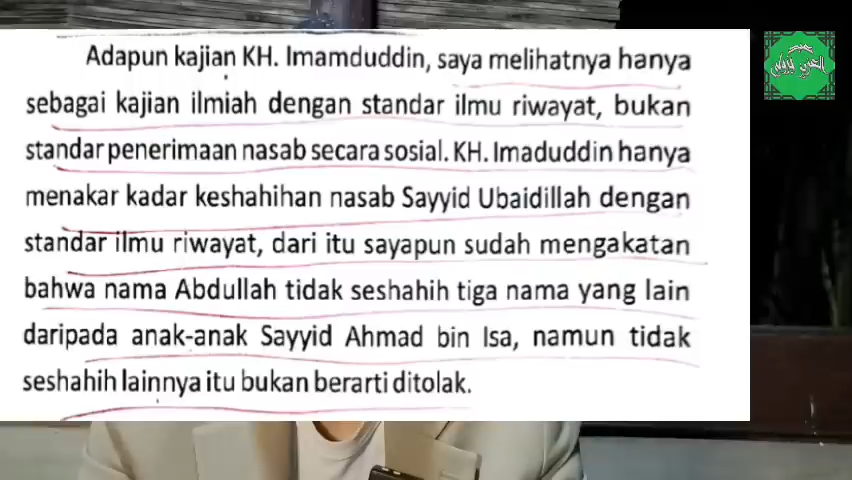 Adapun kajian KH. Imamduddin, saya melihatnya hanya
sebagai kajian ilmiah dengan standar ilmu riwayat, bukan
standar penerimaan nasab secara sosial. KH. Imaduddin hanya
menakar kadar keshahihan nasab Sayyid Ubaidillah dengan
standar ilmu riwayat, dari itu sayapun sudah mengakatan
bahwa nama Abdullah tidak seshahih tiga nama yang lain
daripada anak-anak Sayyid Ahmad bin Isa, namun tidak
seshahih lainnya itu bukan berarti ditolak.